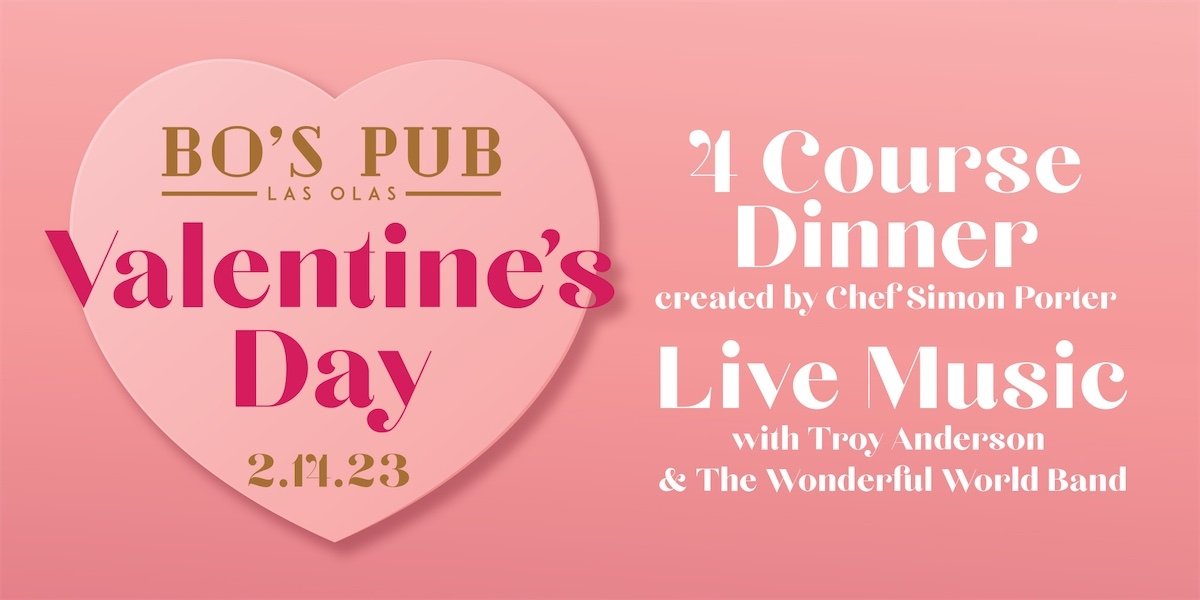 BO'S PUB
LAS OLAS
Valentine's
Day
2.14.23
4 Course
Dinner
created by Chef Simon Porter
Live Music
with Troy Anderson
& The Wonderful World Band